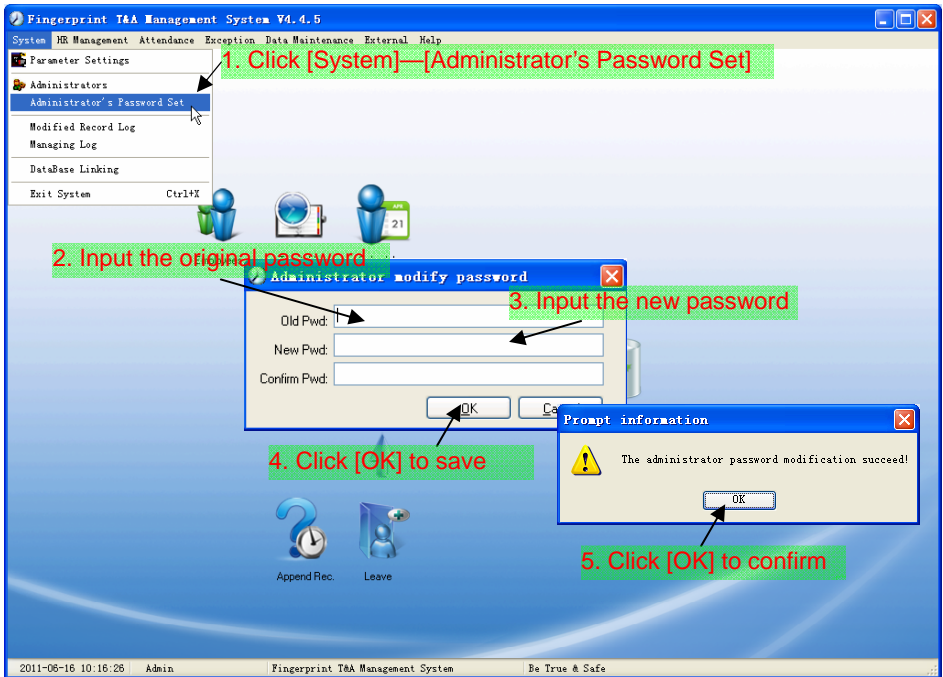 Fingerprint T&A Management System V4.4.5
System HR Management Attendance Exception Data Maintenance External Help
1. Click [System]—[Administrator's Password Set]
Parameter Settings
Administrators
Administrator's Password Set
Modified Record Log
Managing Log
DataBase Linking
Exit System Ctrl+X
APR
21
2. Input the original password
Administrator modify password
3. Input the new password
Old Pwd:
New Pwd:
Confirm Pwd:
OK
4. Click [OK] to save
Prompt information
The administrator password modification succeed!
OK
5. Click [OK] to confirm
Append Rec. Leave
2011-06-16 10:16:26 Admin Fingerprint T&A Management System Be True & Safe